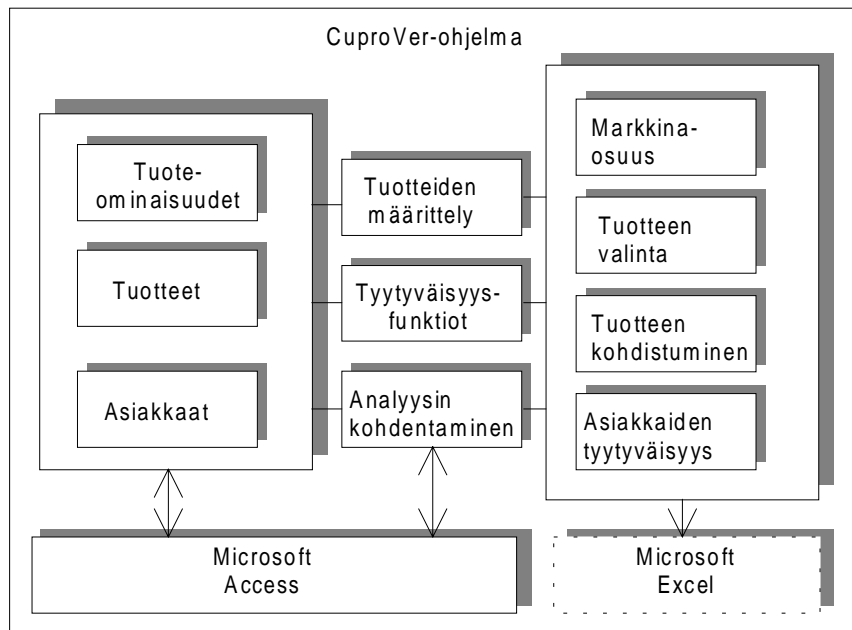 CuproVer-ohjelma
Tuote-
ominaisuudet
Tuotteet
Asiakkaat
Tuotteiden
määrittely
Tyytyväisyys-
funktiot
Analyysin
kohdentaminen
Markkina-
osuus
Tuotteen
valinta
Tuotteen
kohdistuminen
Asiakkaiden
tyytyväisyys
Microsoft
Access
Microsoft
Excel